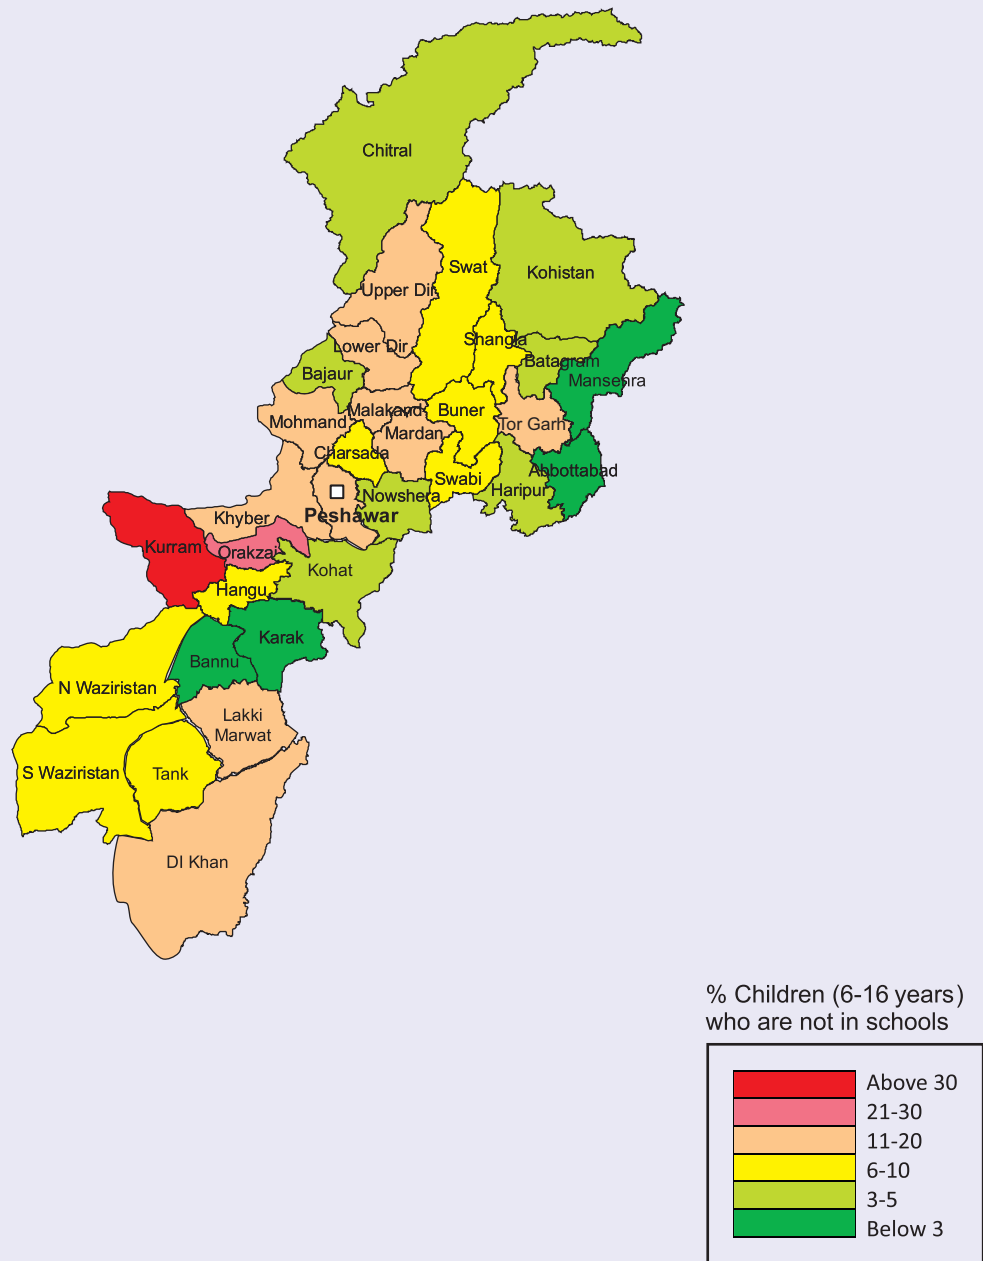 Chitral
Swat
Kohistan
Upper Dir
Shangla
Lower Dir
Batagram
Bajaur
Mansehra
Malakand
Buner
Mohmand
Tor Garh
Mardan
Charsada
Abbottabad
Swabi
Haripur
Nowshera
Peshawar
Khyber
Kurram
Orakzai
Kohat
Hangu
Karak
Bannu
N Waziristan
Lakki
Marwat
S Waziristan
Tank
DI Khan
% Children (6-16 years)
who are not in schools
Above 30
21-30
11-20
6-10
3-5
Below 3